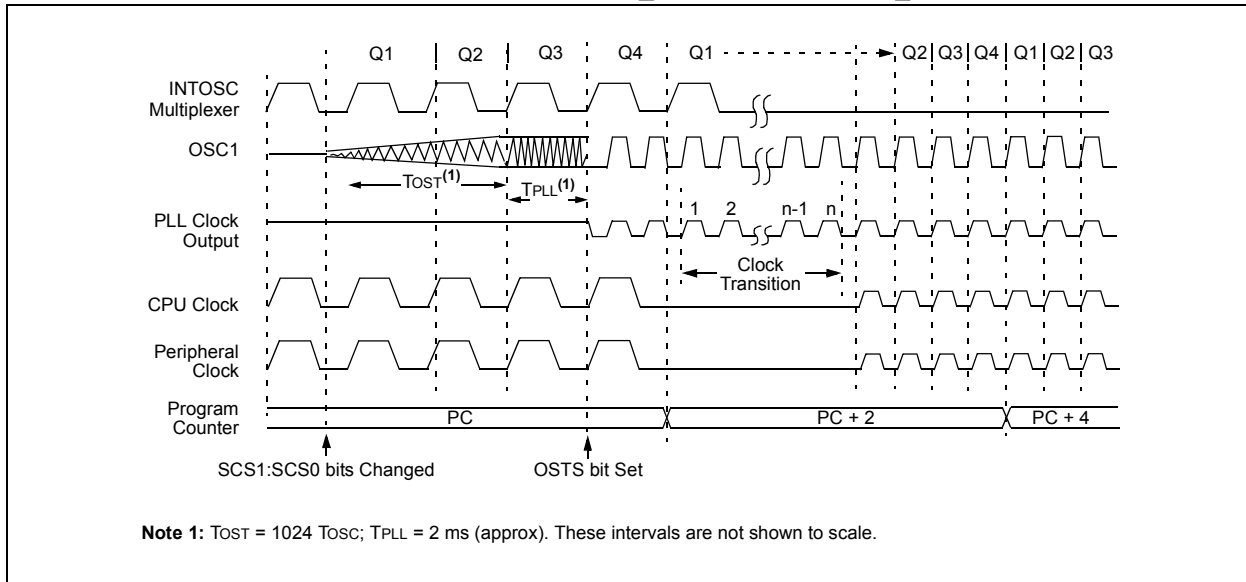 Q1 Q2 Q3 Q4 Q1 Q2 Q3 Q4 Q1 Q2 Q3
INTOSC
Multiplexer
OSC1
TOST(1)
TPLL(1)
1 2 n-1 n
PLL Clock
Output
Clock
Transition
CPU Clock
Peripheral
Clock
Program
Counter
PC PC + 2 PC + 4
SCS1:SCS0 bits Changed OSTS bit Set
Note 1: TOST = 1024 TOSC; TPLL = 2 ms (approx). These intervals are not shown to scale.